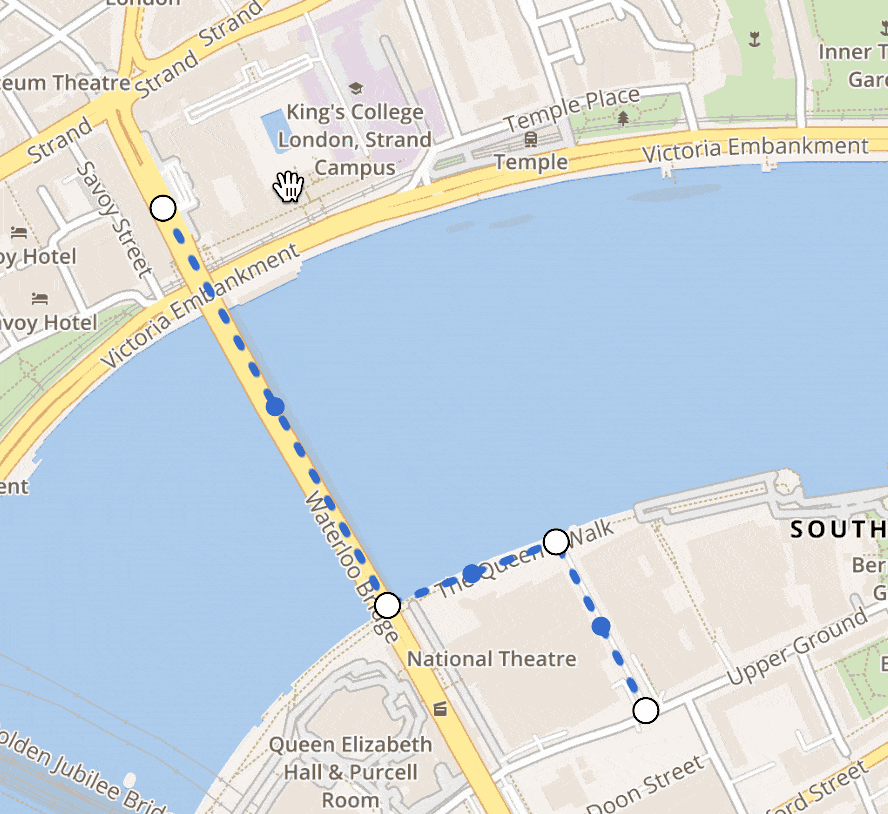 London
Strand
Strand
Inner T
Gard
ceum Theatre
King's College
London, Strand
Campus
Temple Place
Strand
Temple
Victoria Embankment
Savoy Street
oy Hotel
avoy Hotel
Victoria Embankment
ent
Waterloo Bridge
The Queen Walk
SOUTH
Ber
G
National Theatre
Upper Ground
E
Queen Elizabeth
Hall & Purcell
Room
olden Jubilee Brid
Doon Street
ford Street